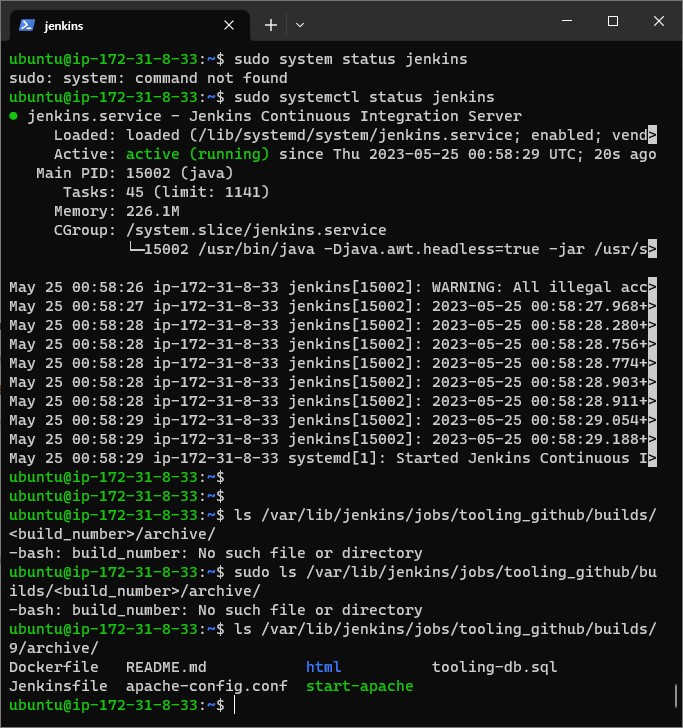 jenkins
ubuntu@ip-172-31-8-33:~$ sudo system status jenkins
sudo: system: command not found
ubuntu@ip-172-31-8-33:~$ sudo systemctl status jenkins
● jenkins.service - Jenkins Continuous Integration Server
     Loaded: loaded (/lib/systemd/system/jenkins.service; enabled; vend>
     Active: active (running) since Thu 2023-05-25 00:58:29 UTC; 20s ago
   Main PID: 15002 (java)
      Tasks: 45 (limit: 1141)
     Memory: 226.1M
     CGroup: /system.slice/jenkins.service
             └─15002 /usr/bin/java -Djava.awt.headless=true -jar /usr/s>
May 25 00:58:26 ip-172-31-8-33 jenkins[15002]: WARNING: All illegal acc>
May 25 00:58:27 ip-172-31-8-33 jenkins[15002]: 2023-05-25 00:58:27.968+>
May 25 00:58:28 ip-172-31-8-33 jenkins[15002]: 2023-05-25 00:58:28.280+>
May 25 00:58:28 ip-172-31-8-33 jenkins[15002]: 2023-05-25 00:58:28.756+>
May 25 00:58:28 ip-172-31-8-33 jenkins[15002]: 2023-05-25 00:58:28.774+>
May 25 00:58:28 ip-172-31-8-33 jenkins[15002]: 2023-05-25 00:58:28.903+>
May 25 00:58:28 ip-172-31-8-33 jenkins[15002]: 2023-05-25 00:58:28.911+>
May 25 00:58:29 ip-172-31-8-33 jenkins[15002]: 2023-05-25 00:58:29.054+>
May 25 00:58:29 ip-172-31-8-33 jenkins[15002]: 2023-05-25 00:58:29.188+>
May 25 00:58:29 ip-172-31-8-33 systemd[1]: Started Jenkins Continuous I>
ubuntu@ip-172-31-8-33:~$
ubuntu@ip-172-31-8-33:~$
ubuntu@ip-172-31-8-33:~$ ls /var/lib/jenkins/jobs/tooling_github/builds/
<build_number>/archive/
-bash: build_number: No such file or directory
ubuntu@ip-172-31-8-33:~$ sudo ls /var/lib/jenkins/jobs/tooling_github/bu
ilds/<build_number>/archive/
-bash: build_number: No such file or directory
ubuntu@ip-172-31-8-33:~$ ls /var/lib/jenkins/jobs/tooling_github/builds/
9/archive/
Dockerfile   README.md           html          tooling-db.sql
Jenkinsfile  apache-config.conf  start-apache
ubuntu@ip-172-31-8-33:~$